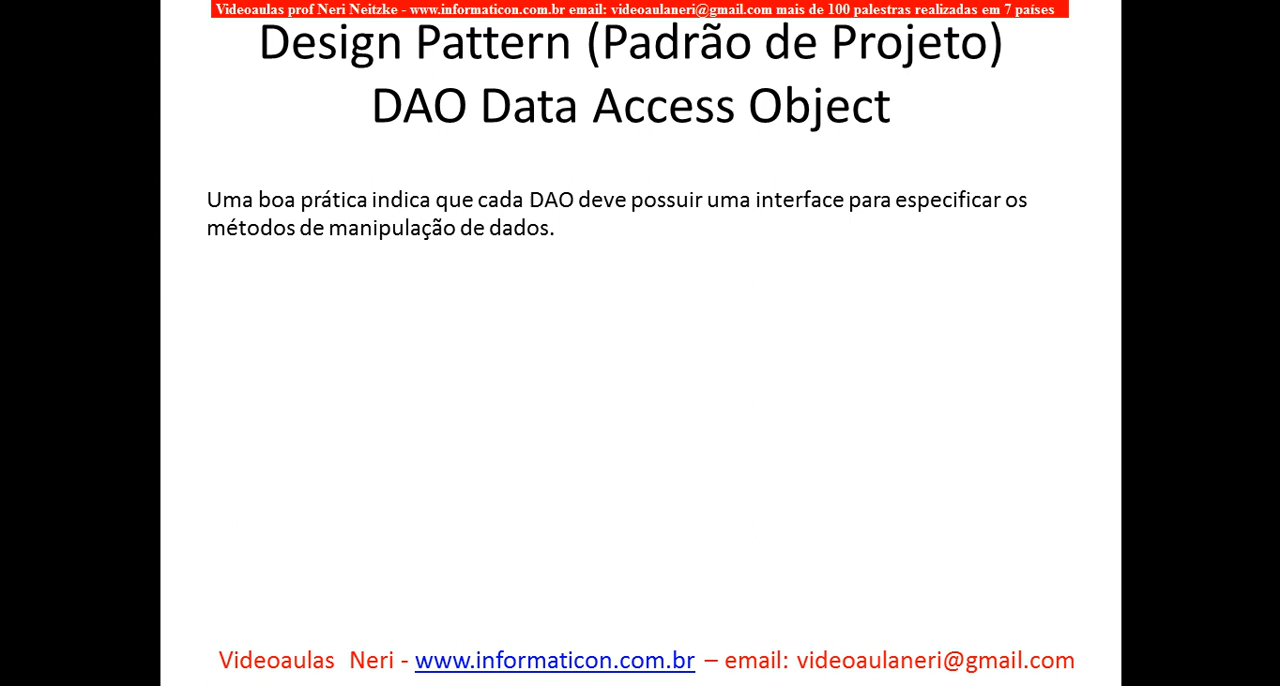 Videoaulas prof Neri Neitzke - www.informaticon.com.br email: videoaulaneri@gmail.com mais de 100 palestras realizadas em 7 países
Design Pattern (Padrão de Projeto)
DAO Data Access Object
Uma boa prática indica que cada DAO deve possuir uma interface para especificar os
métodos de manipulação de dados.
Videoaulas Neri - www.informaticon.com.br – email: videoaulaneri@gmail.com